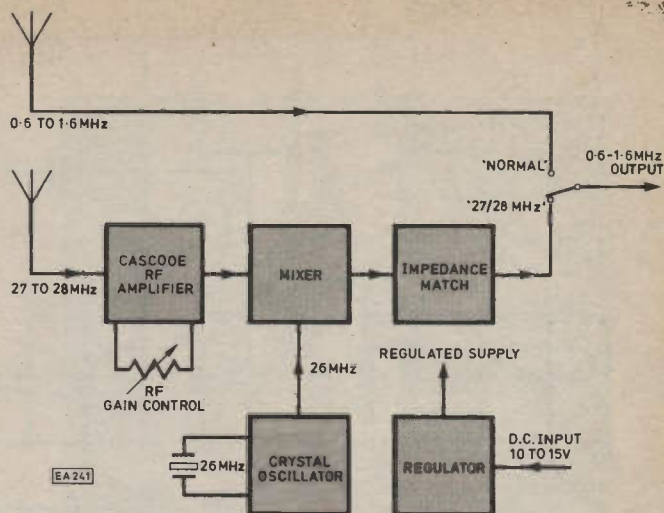 0·6 TO 1·6MHz
'NORMAL'
0·6-1·6MHz
OUTPUT
'27/28 MHz'
27 TO 28MHz
CASCODE
RF
AMPLIFIER
MIXER
IMPEDANCE
MATCH
RF
GAIN CONTROL
26MHz
REGULATED SUPPLY
26MHz
CRYSTAL
OSCILLATOR
REGULATOR
D.C. INPUT
10 TO 15V
EA241